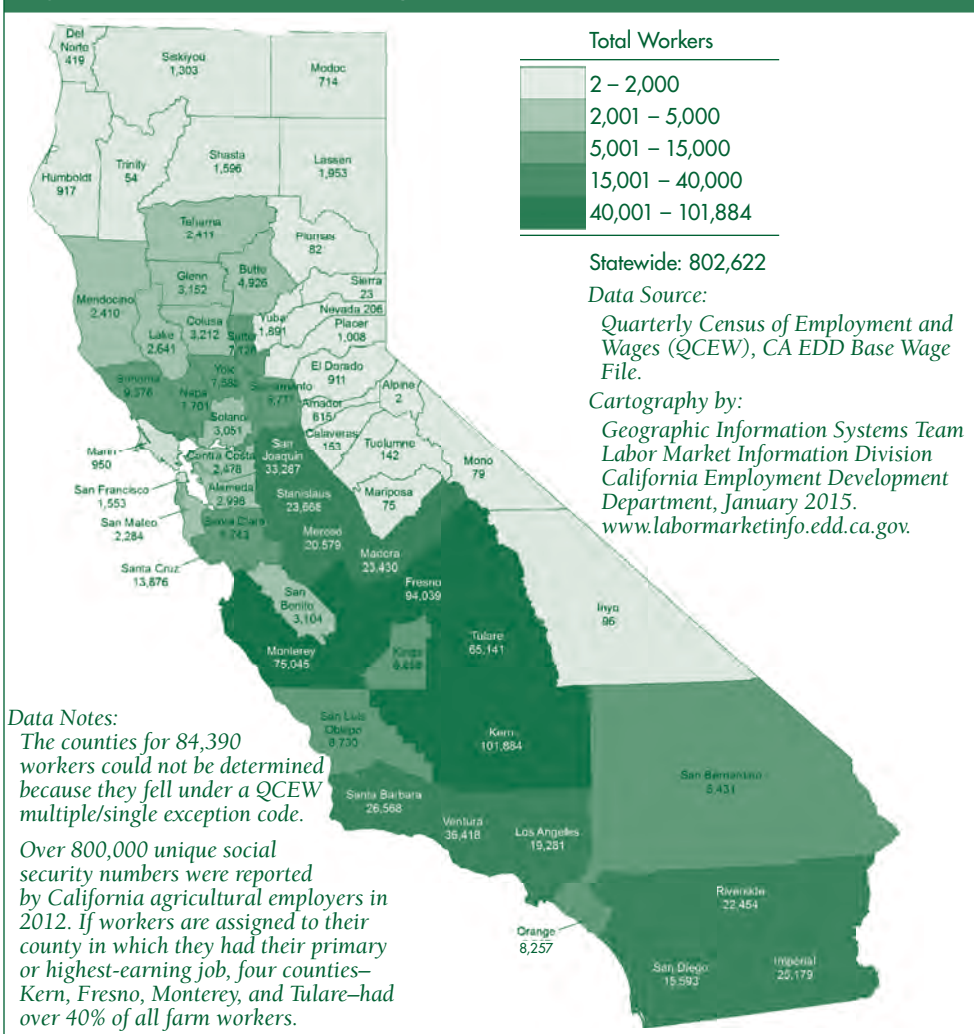 Del
Norte
419
Siskiyou
1,303
Modoc
714
Humboldt
917
Trinity
54
Shasta
1,596
Lassen
1,953
Tehama
2,411
Plumas
82
Glenn
3,152
Butte
4,926
Sierra
23
Mendocino
2,410
Lake
2,641
Colusa
3,212
Sutter
Yuba
1,891
Nevada 206
Placer
1,008
El Dorado
911
Alpine
2
Sonoma
Napa
Yolo
Sacramento
Amador
615
Solano
3,051
Calaveras
153
Tuolumne
142
Mono
79
Marin
950
Contra Costa
2,478
San
Joaquin
33,287
San Francisco
1,553
Alameda
2,998
Stanislaus
23,668
Mariposa
75
San Mateo
2,284
Santa Clara
Merced
20,579
Madera
23,430
Santa Cruz
13,876
Fresno
94,039
San
Benito
3,104
Inyo
96
Monterey
75,045
Kings
Tulare
65,141
San Luis
Obispo
8,730
Kern
101,884
San Bernardino
Santa Barbara
26,568
Ventura
36,418
Los Angeles
19,281
Orange
8,257
Riverside
22,454
San Diego
15,593
Imperial
Total Workers
2 – 2,000
2,001 – 5,000
5,001 – 15,000
15,001 – 40,000
40,001 – 101,884
Statewide: 802,622
Data Source:
Quarterly Census of Employment and
Wages (QCEW), CA EDD Base Wage
File.
Cartography by:
Geographic Information Systems Team
Labor Market Information Division
California Employment Development
Department, January 2015.
www.labormarketinfo.edd.ca.gov.
Data Notes:
The counties for 84,390
workers could not be determined
because they fell under a QCEW
multiple/single exception code.
Over 800,000 unique social
security numbers were reported
by California agricultural employers in
2012. If workers are assigned to their
county in which they had their primary
or highest-earning job, four counties–
Kern, Fresno, Monterey, and Tulare–had
over 40% of all farm workers.